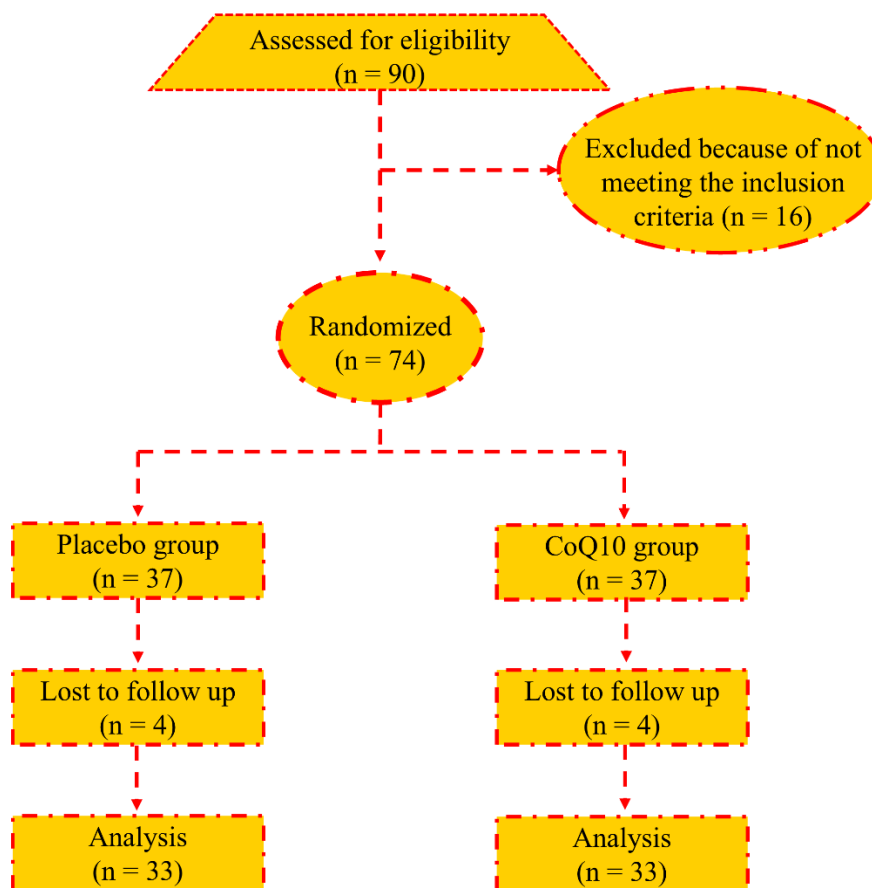 Assessed for eligibility
(n = 90)
Excluded because of not
meeting the inclusion
criteria (n = 16)
Randomized
(n = 74)
Placebo group
(n = 37)
CoQ10 group
(n = 37)
Lost to follow up
(n = 4)
Lost to follow up
(n = 4)
Analysis
(n = 33)
Analysis
(n = 33)